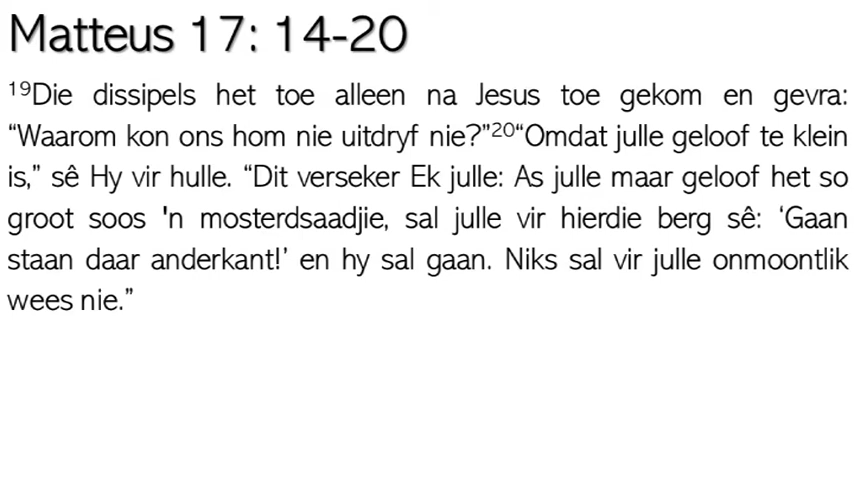 Matteus 17: 14-20
¹⁹Die dissipels het toe alleen na Jesus toe gekom en gevra:
“Waarom kon ons hom nie uitdryf nie?”²⁰“Omdat julle geloof te klein
is,” sê Hy vir hulle. “Dit verseker Ek julle: As julle maar geloof het so
groot soos 'n mosterdsaadjie, sal julle vir hierdie berg sê: ‘Gaan
staan daar anderkant!’ en hy sal gaan. Niks sal vir julle onmoontlik
wees nie.”